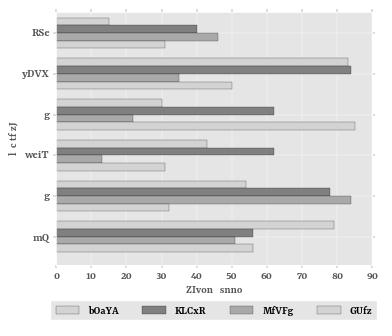 RSe
yDVX
g
weiT
g
mQ
l c tf zJ
0 10 20 30 40 50 60 70 80 90
ZIvon snno
bOaYA KLCxR MfVFg GUfz